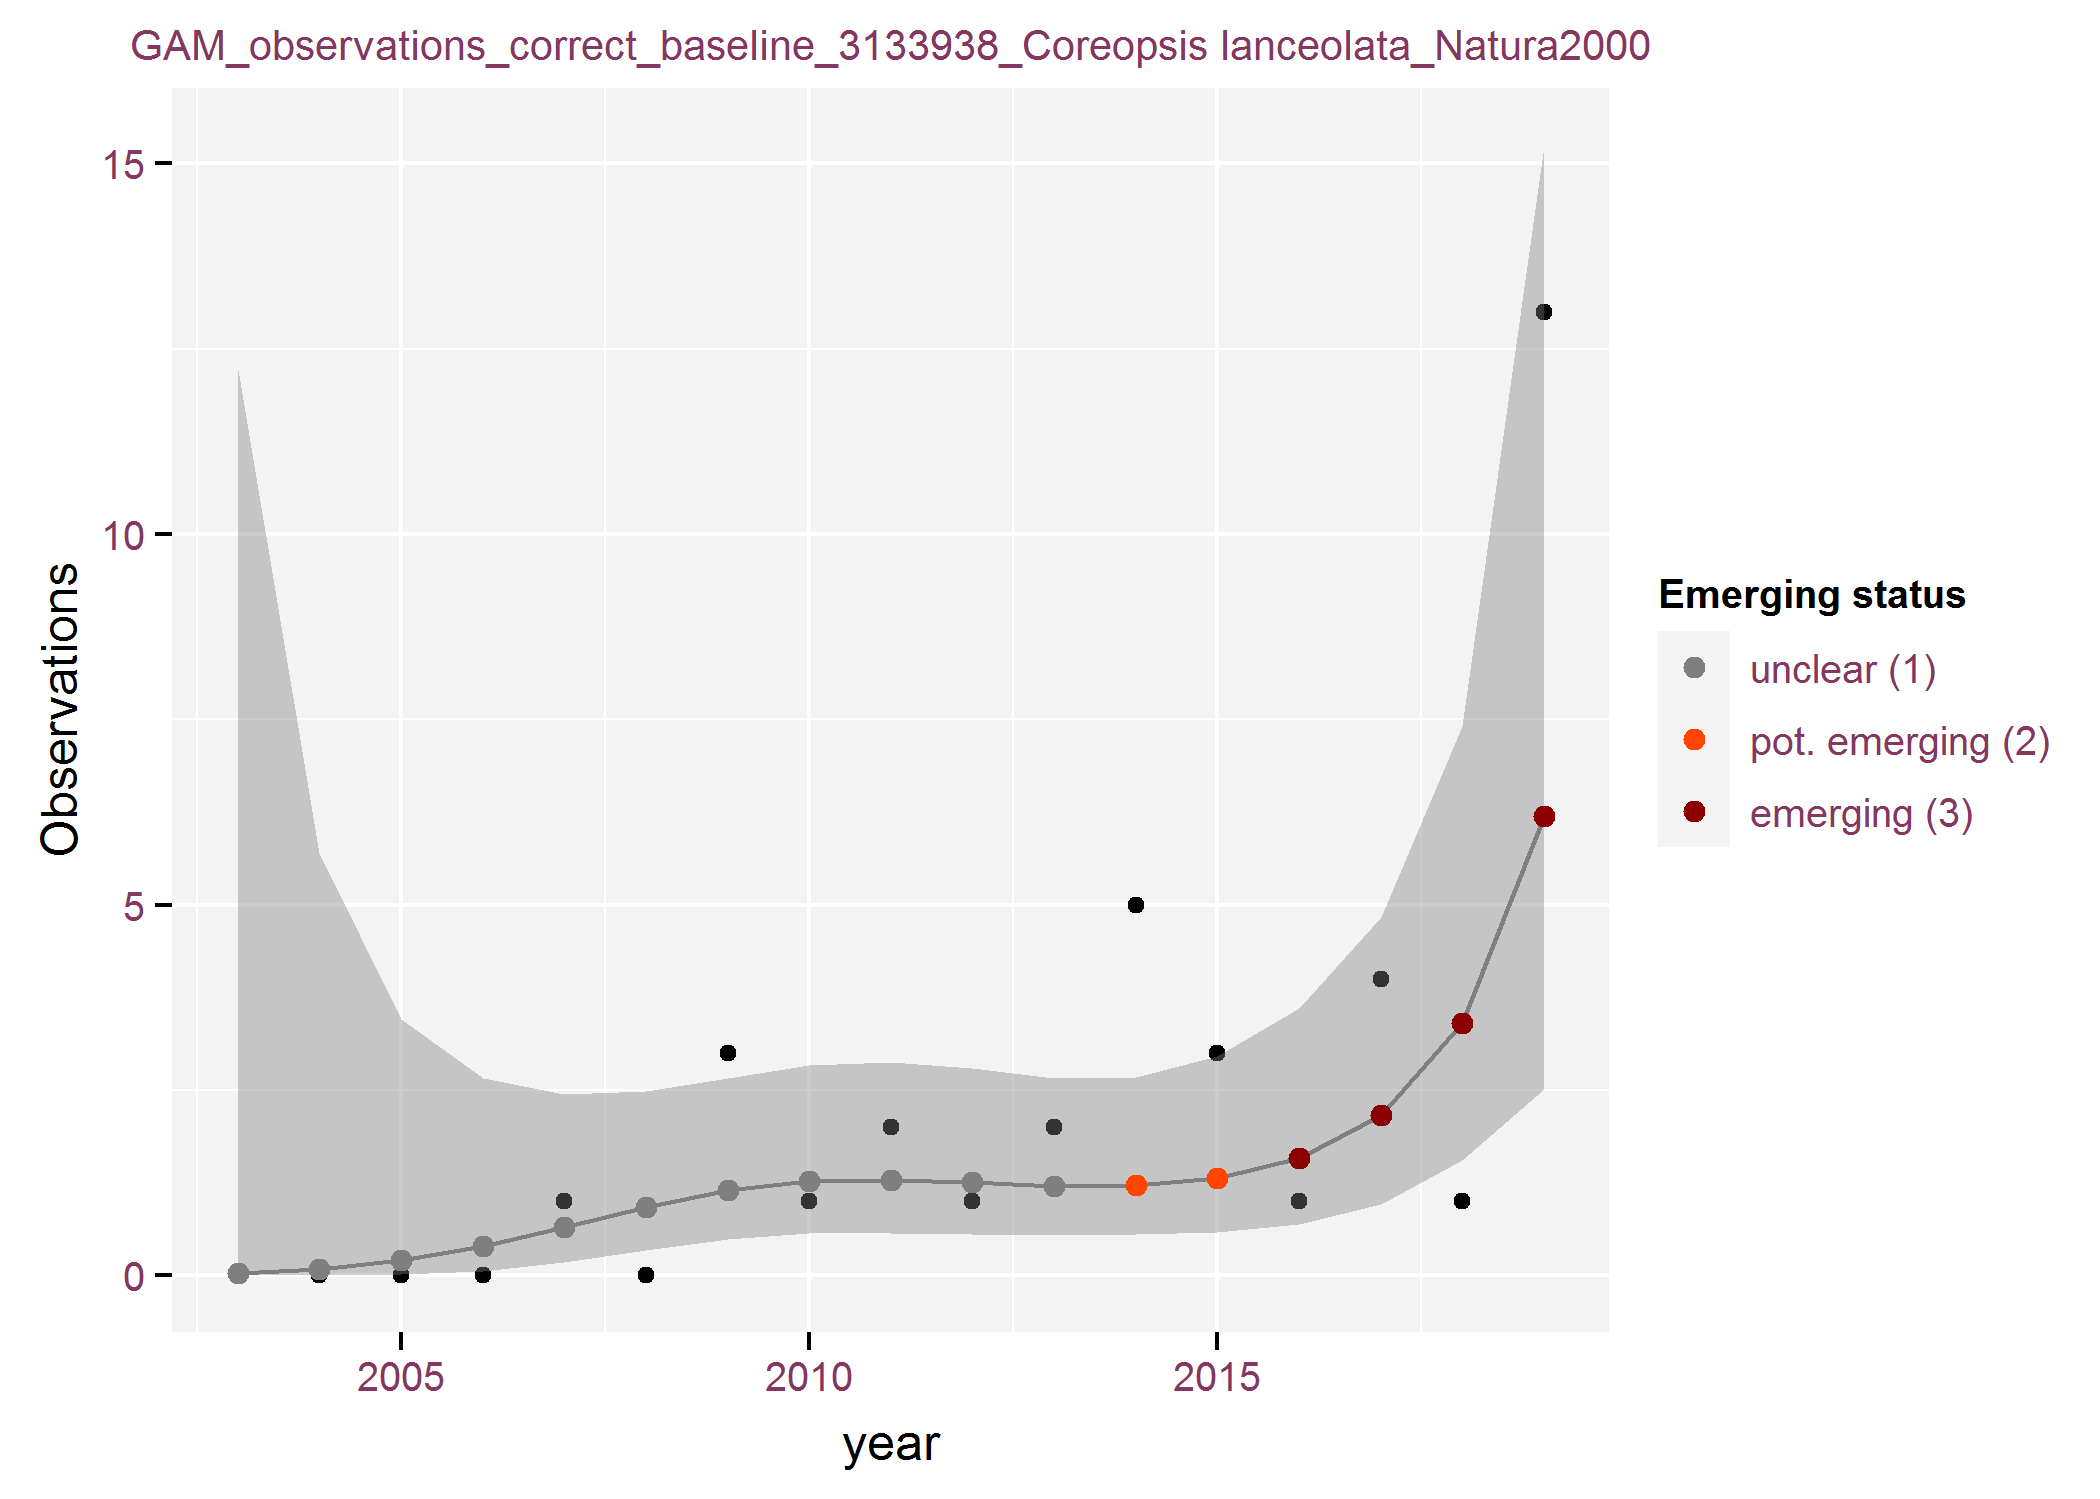 GAM_observations_correct_baseline_3133938_Coreopsis lanceolata_Natura2000
15
10
5
0
Observations
2005
2010
2015
year
Emerging status
unclear (1)
pot. emerging (2)
emerging (3)